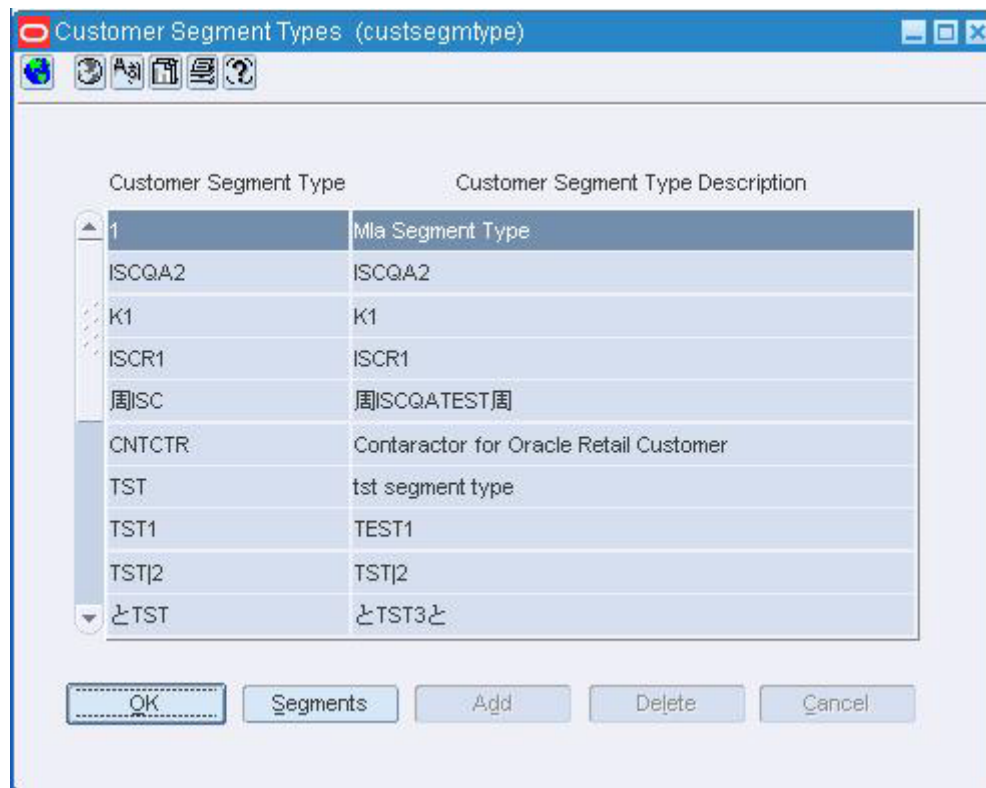 Customer Segment Types (custsegmtype)
Customer Segment Type Customer Segment Type Description
1 Mla Segment Type
ISCQA2 ISCQA2
K1 K1
ISCR1 ISCR1
周ISC 周ISCQATEST周
CNTCTR Contaractor for Oracle Retail Customer
TST tst segment type
TST1 TEST1
TST|2 TST|2
とTST とTST3と
OK Segments Add Delete Cancel